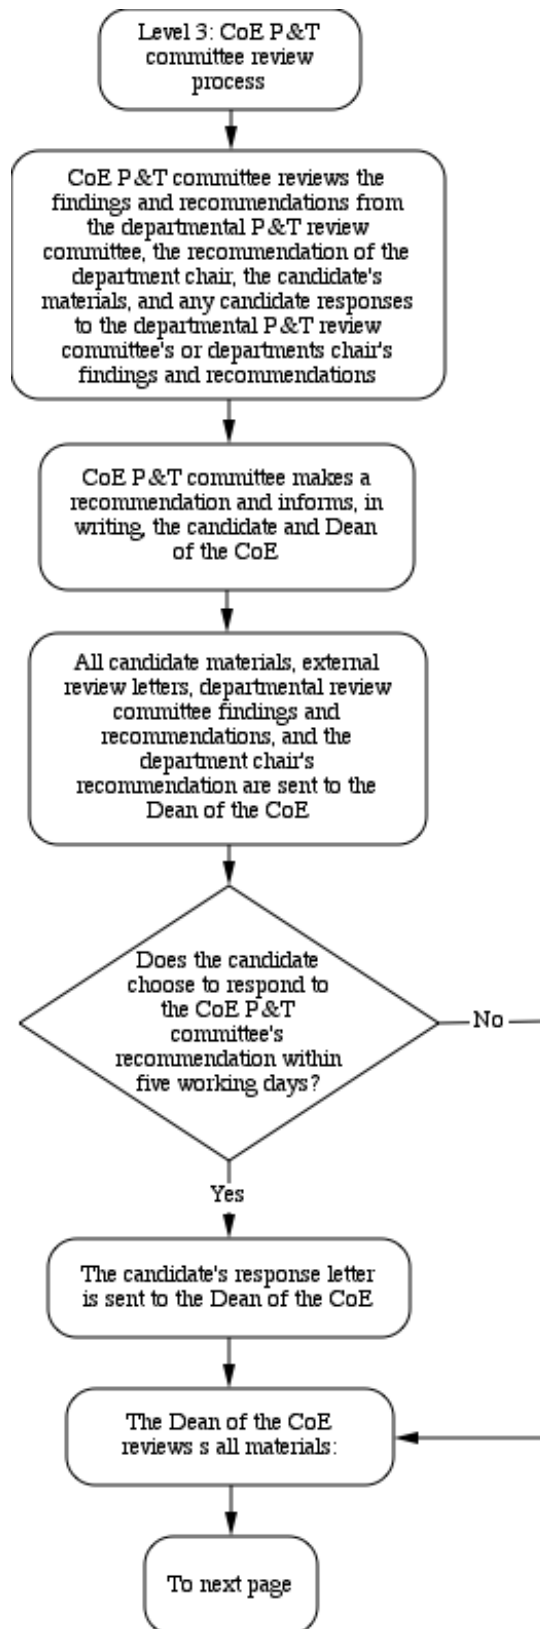 Level 3: CoE P&T
committee review
process
CoE P&T committee reviews the
findings and recommendations from
the departmental P&T review
committee, the recommendation of the
department chair, the candidate's
materials, and any candidate responses
to the departmental P&T review
committee's or departments chair's
findings and recommendations
CoE P&T committee makes a
recommendation and informs, in
writing, the candidate and Dean
of the CoE
All candidate materials, external
review letters, departmental review
committee findings and
recommendations, and the
department chair's
recommendation are sent to the
Dean of the CoE
Does the candidate
choose to respond to
the CoE P&T
committee's
recommendation within
five working days?
No
Yes
The candidate's response letter
is sent to the Dean of the CoE
The Dean of the CoE
reviews s all materials:
To next page